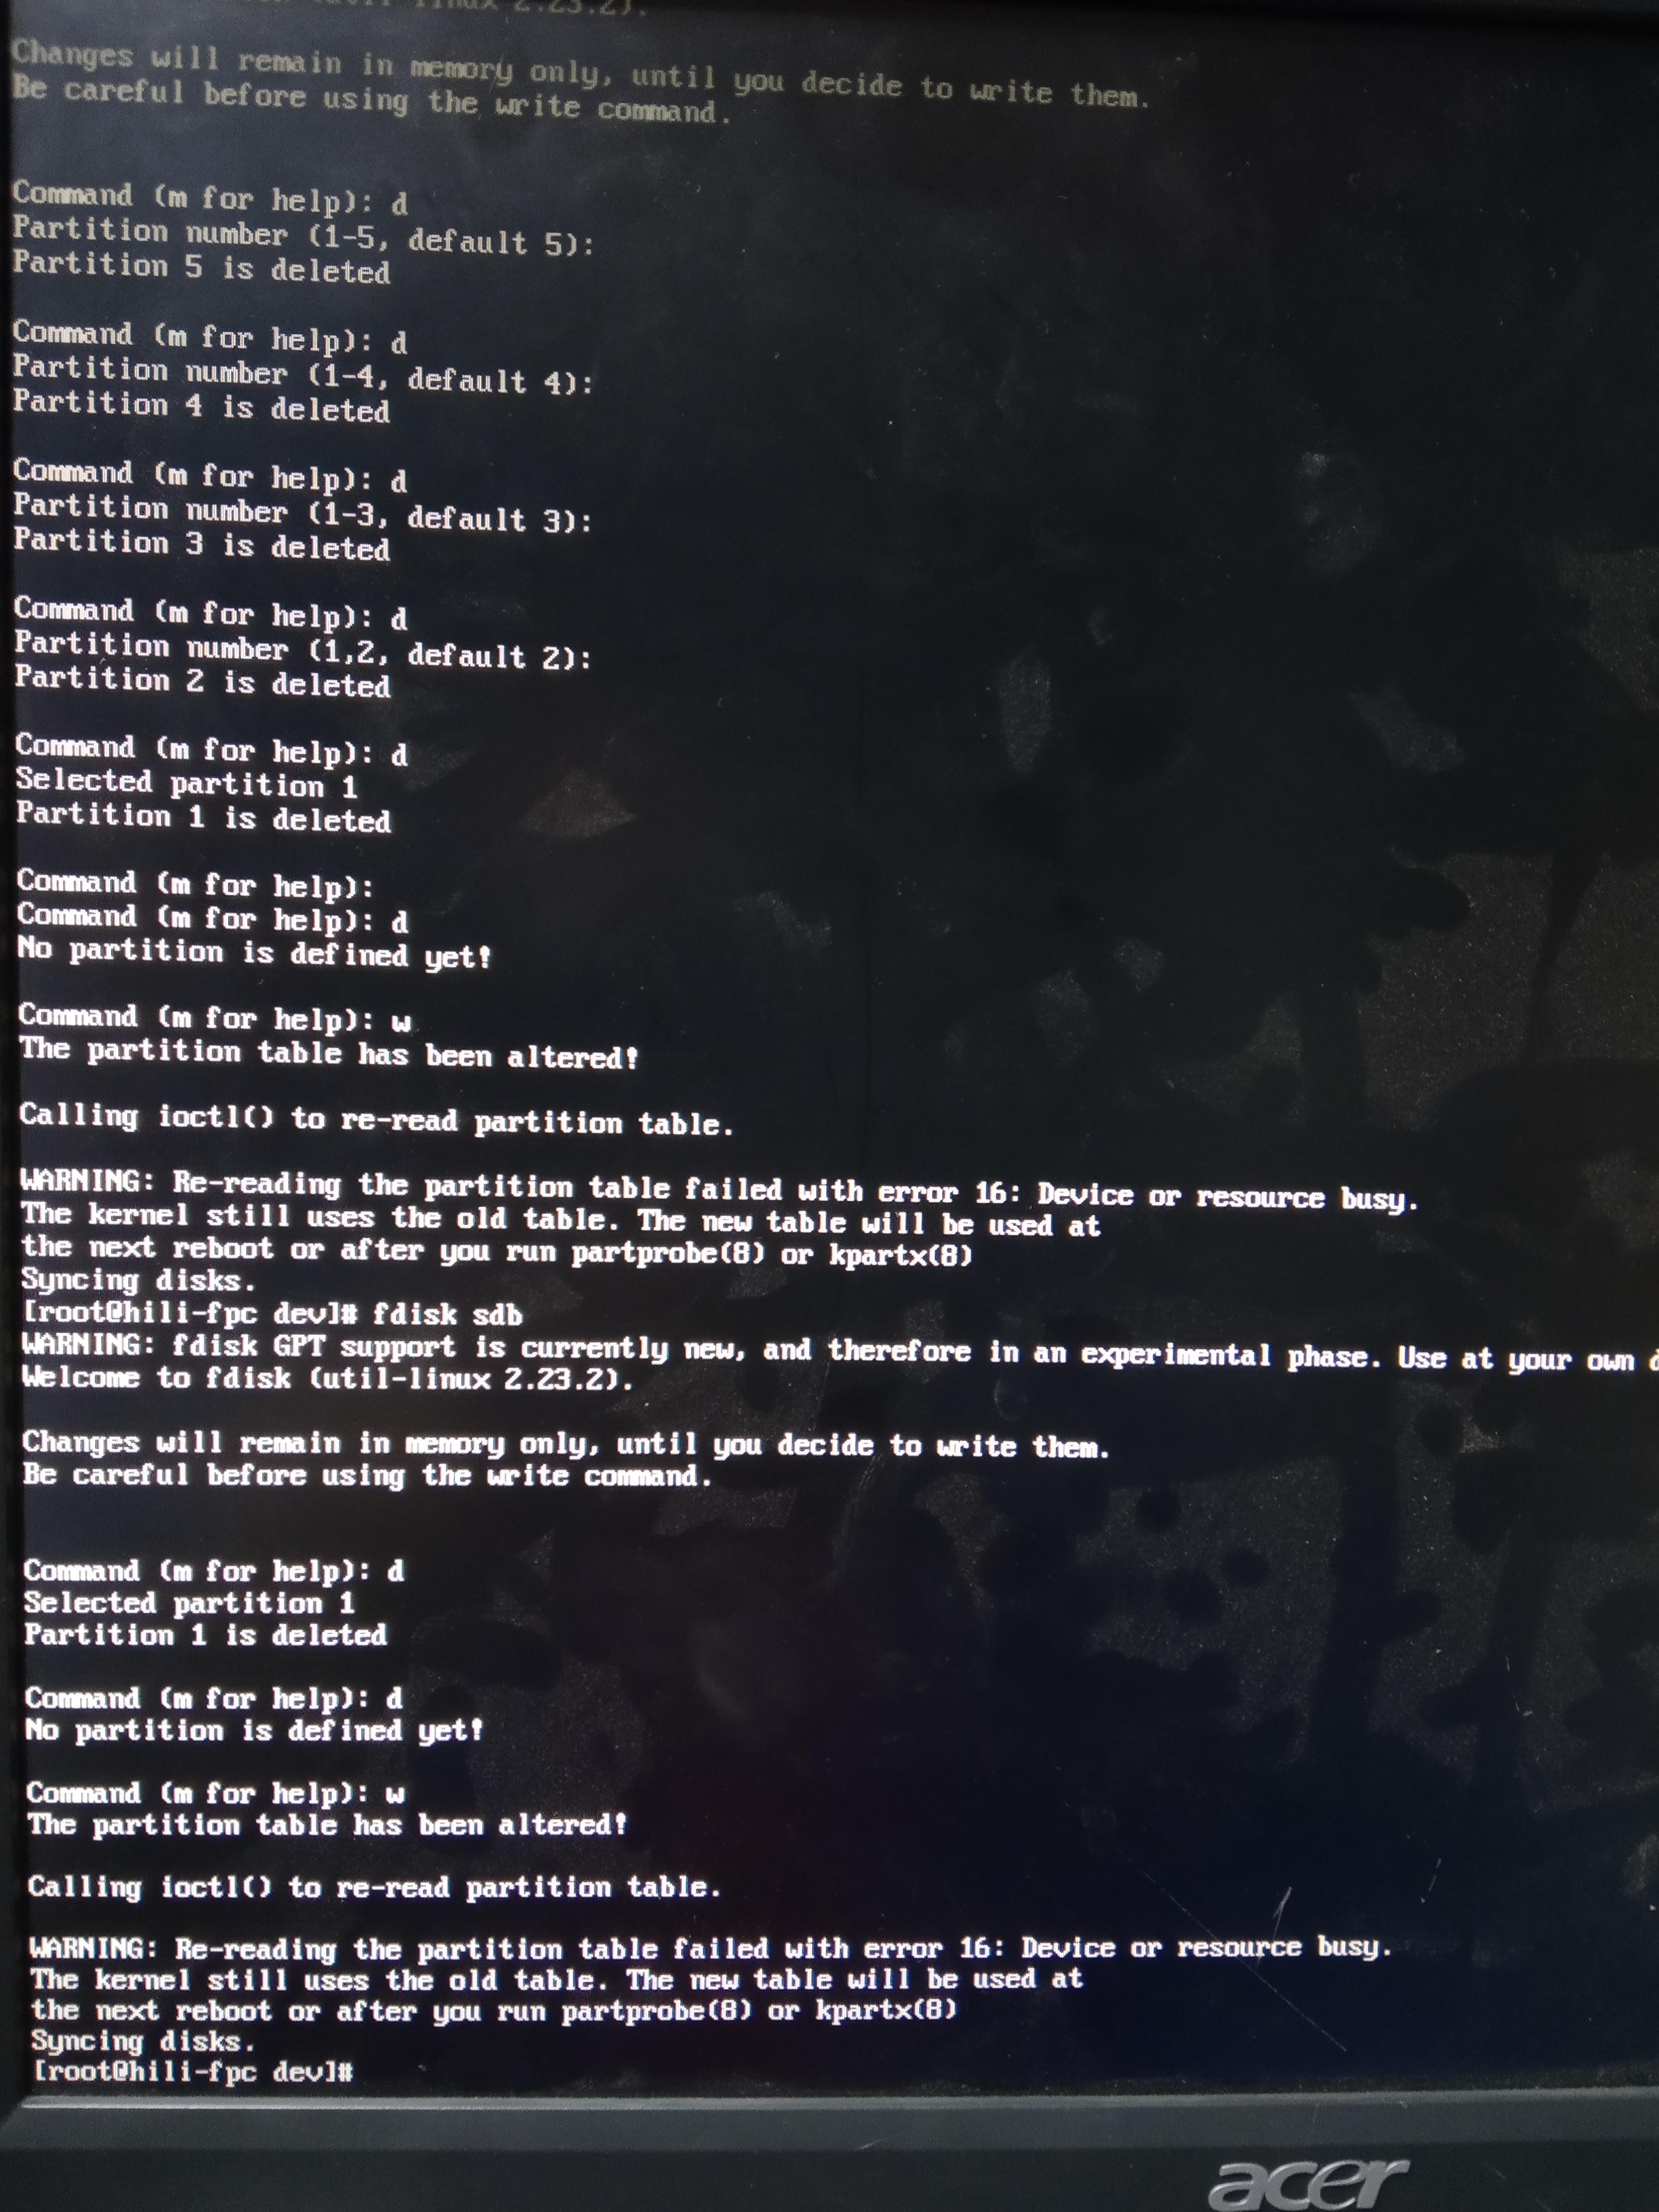 linux 2.23.2).
Changes will remain in memory only, until you decide to write them.
Be careful before using the write command.
Command (m for help): d
Partition number (1-5, default 5):
Partition 5 is deleted
Command (m for help): d
Partition number (1-4, default 4):
Partition 4 is deleted
Command (m for help): d
Partition number (1-3, default 3):
Partition 3 is deleted
Command (m for help): d
Partition number (1,2, default 2):
Partition 2 is deleted
Command (m for help): d
Selected partition 1
Partition 1 is deleted
Command (m for help):
Command (m for help): d
No partition is defined yet!
Command (m for help): w
The partition table has been altered!
Calling ioctl() to re-read partition table.
WARNING: Re-reading the partition table failed with error 16: Device or resource busy.
The kernel still uses the old table. The new table will be used at
the next reboot or after you run partprobe(8) or kpartx(8)
Syncing disks.
[root@hili-fpc dev]# fdisk sdb
WARNING: fdisk GPT support is currently new, and therefore in an experimental phase. Use at your own
Welcome to fdisk (util-linux 2.23.2).
Changes will remain in memory only, until you decide to write them.
Be careful before using the write command.
Command (m for help): d
Selected partition 1
Partition 1 is deleted
Command (m for help): d
No partition is defined yet!
Command (m for help): w
The partition table has been altered!
Calling ioctl() to re-read partition table.
WARNING: Re-reading the partition table failed with error 16: Device or resource busy.
The kernel still uses the old table. The new table will be used at
the next reboot or after you run partprobe(8) or kpartx(8)
Syncing disks.
[root@hili-fpc dev]#
acer